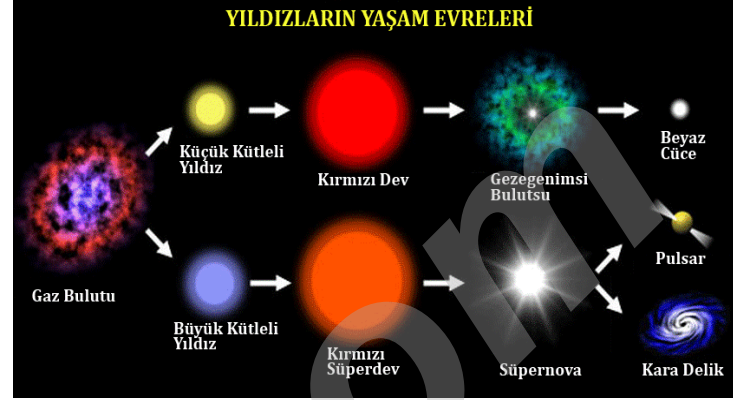 YILDIZLARIN YAŞAM EVRELERİ
Küçük Kütleli
Yıldız
Kırmızı Dev
Gezegenimsi
Bulutsu
Beyaz
Cüce
Gaz Bulutu
Büyük Kütleli
Yıldız
Kırmızı
Süperdev
Süpernova
Pulsar
Kara Delik
om